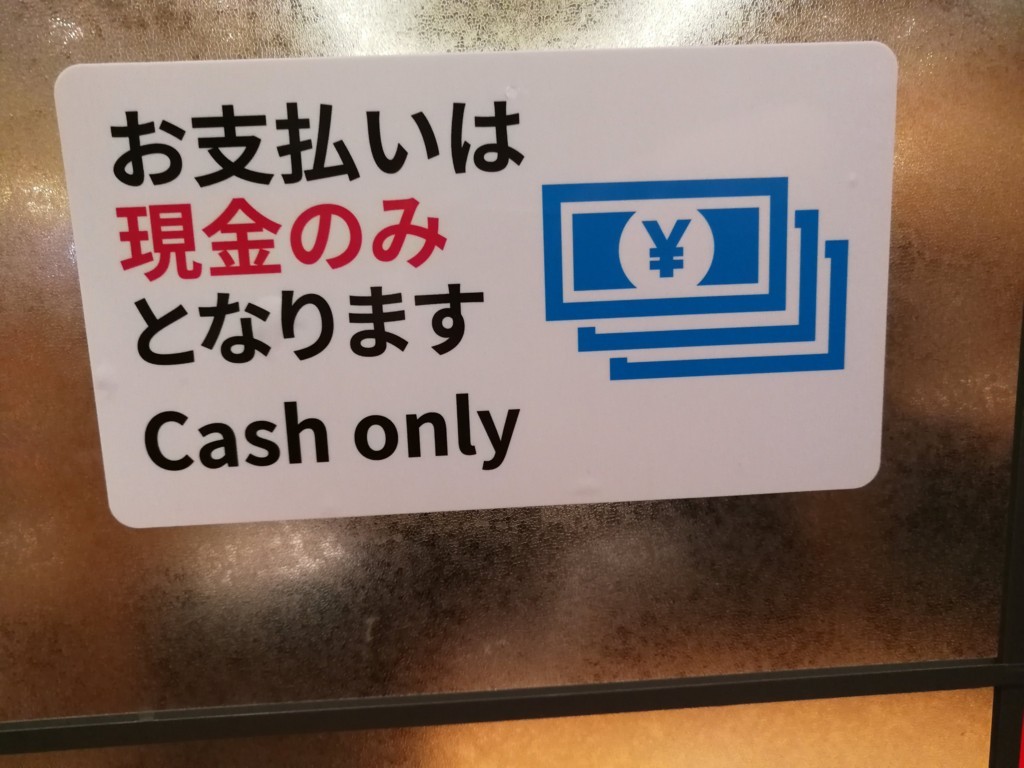 お支払いは
現金のみ
となります
Cash only
¥